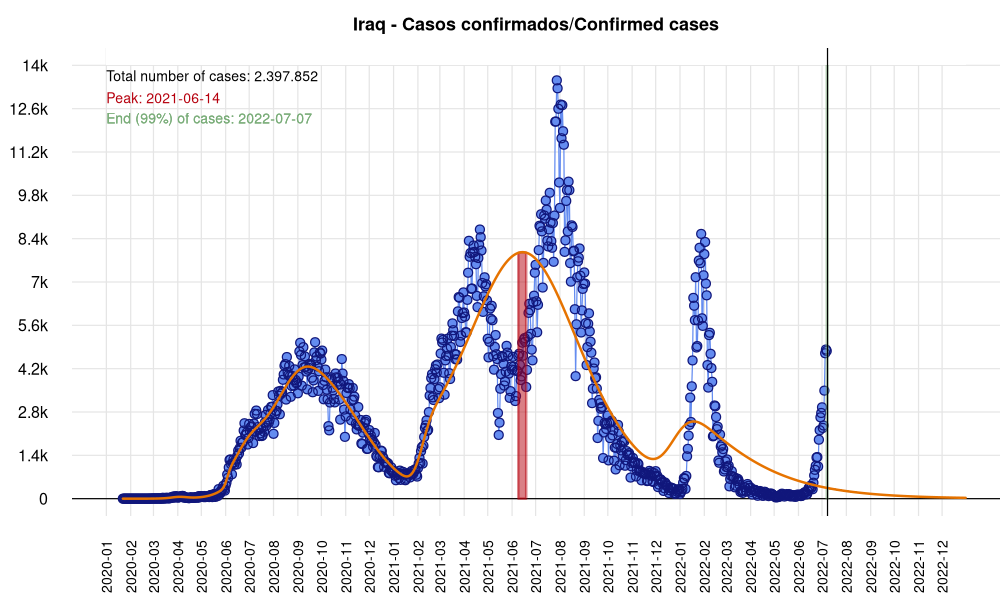 Iraq - Casos confirmados/Confirmed cases
Total number of cases: 2.397.852
Peak: 2021-06-14
End (99%) of cases: 2022-07-07
14k
12.6k
11.2k
9.8k
8.4k
7k
5.6k
4.2k
2.8k
1.4k
0
2020-01
2020-02
2020-03
2020-04
2020-05
2020-06
2020-07
2020-08
2020-09
2020-10
2020-11
2020-12
2021-01
2021-02
2021-03
2021-04
2021-05
2021-06
2021-07
2021-08
2021-09
2021-10
2021-11
2021-12
2022-01
2022-02
2022-03
2022-04
2022-05
2022-06
2022-07
2022-08
2022-09
2022-10
2022-11
2022-12